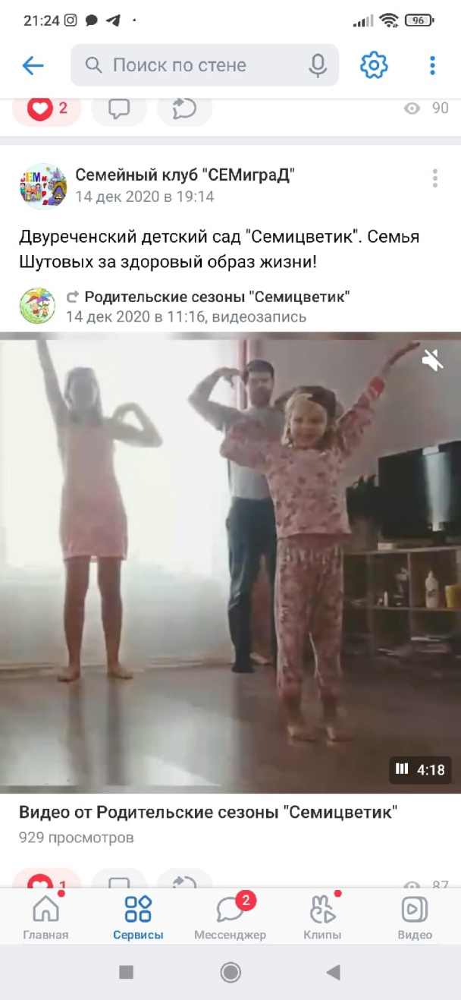 21:24
96
Поиск по стене
2
90
Семейный клуб "СЕМиграД"
14 дек 2020 в 19:14
Двуреченский детский сад "Семицветик". Семья
Шутовых за здоровый образ жизни!
Родительские сезоны "Семицветик"
14 дек 2020 в 11:16, видеозапись
4:18
Видео от Родительские сезоны "Семицветик"
929 просмотров
1
87
2
Главная
Сервисы
Мессенджер
Клипы
Видео